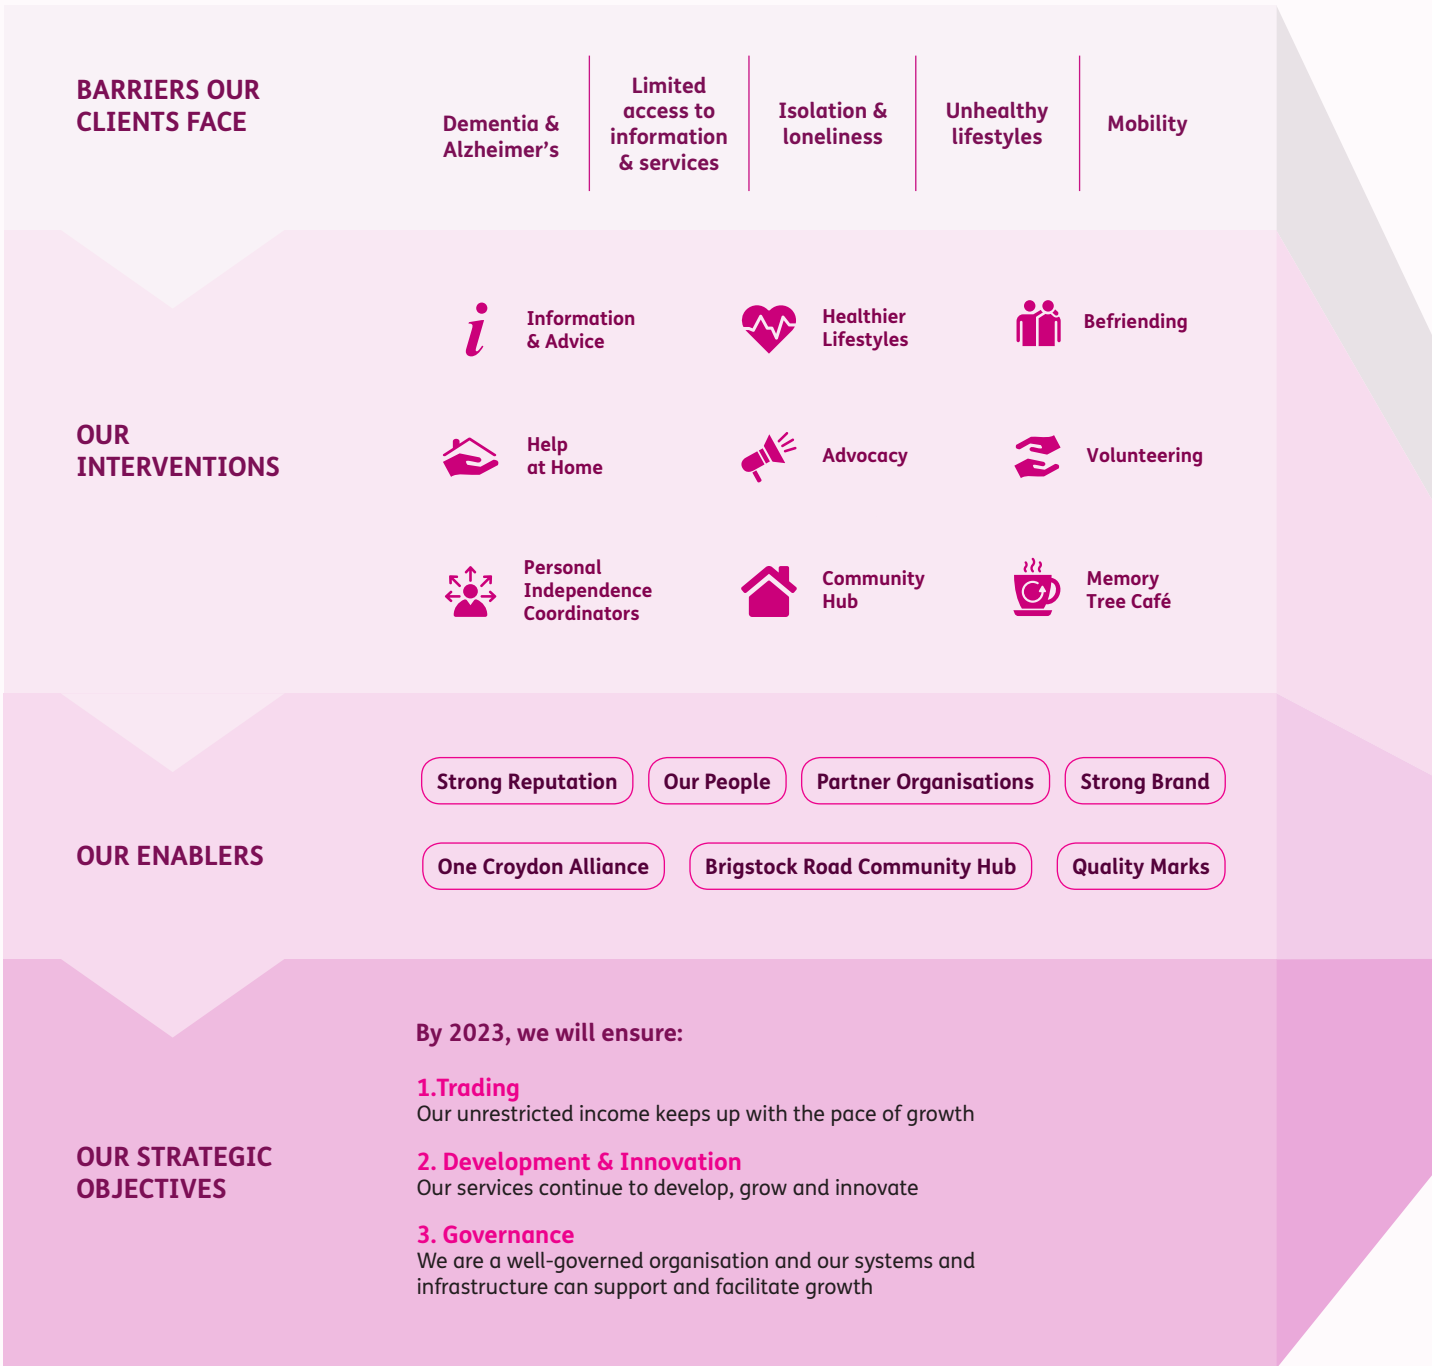 BARRIERS OUR
CLIENTS FACE
Dementia &
Alzheimer’s
Limited
access to
information
& services
Isolation &
loneliness
Unhealthy
lifestyles
Mobility
OUR
INTERVENTIONS
Information
& Advice
Healthier
Lifestyles
Befriending
Help
at Home
Advocacy
Volunteering
Personal
Independence
Coordinators
Community
Hub
Memory
Tree Café
OUR ENABLERS
Strong Reputation
Our People
Partner Organisations
Strong Brand
One Croydon Alliance
Brigstock Road Community Hub
Quality Marks
OUR STRATEGIC
OBJECTIVES
By 2023, we will ensure:
1.Trading
Our unrestricted income keeps up with the pace of growth
2. Development & Innovation
Our services continue to develop, grow and innovate
3. Governance
We are a well-governed organisation and our systems and
infrastructure can support and facilitate growth